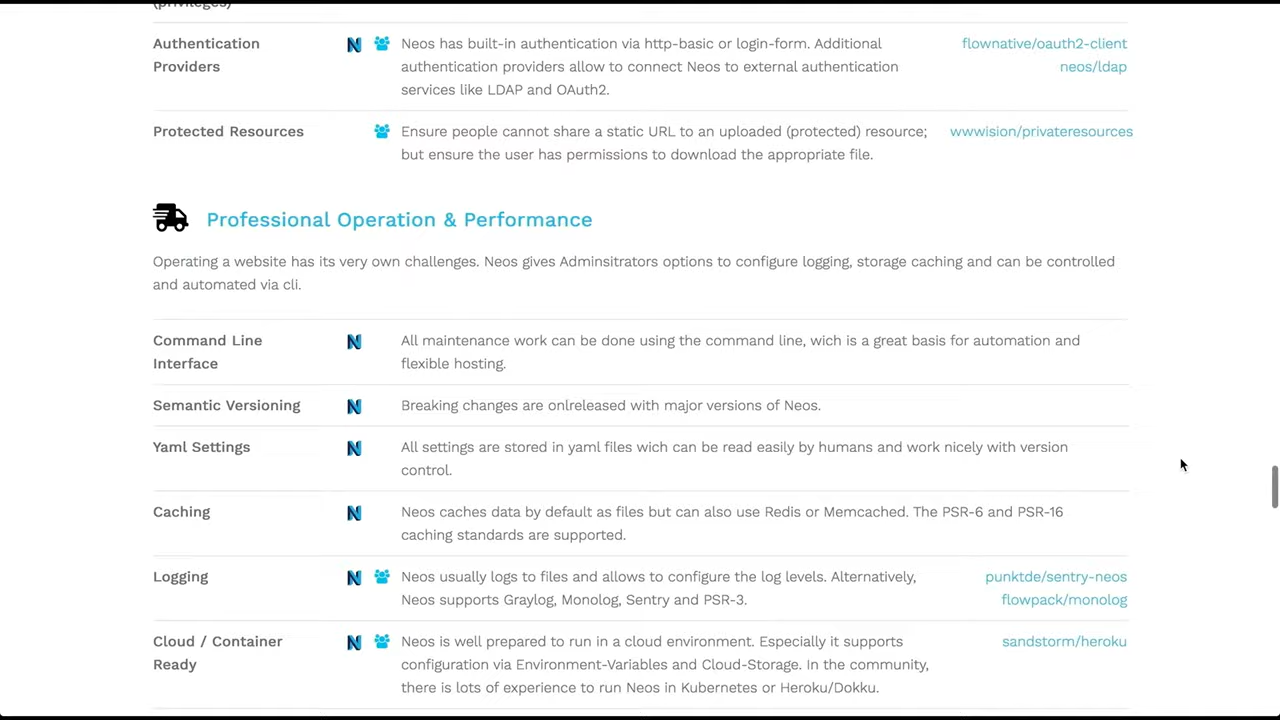 (privileges)
Authentication Providers
Neos has built-in authentication via http-basic or login-form. Additional
authentication providers allow to connect Neos to external authentication
services like LDAP and OAuth2.
flownative/oauth2-client
neos/ldap
Protected Resources
Ensure people cannot share a static URL to an uploaded (protected) resource;
but ensure the user has permissions to download the appropriate file.
wwwision/privateresources
Professional Operation & Performance
Operating a website has its very own challenges. Neos gives Adminsitrators options to configure logging, storage caching and can be controlled
and automated via cli.
Command Line
Interface
All maintenance work can be done using the command line, wich is a great basis for automation and
flexible hosting.
Semantic Versioning
Breaking changes are onlreleased with major versions of Neos.
Yaml Settings
All settings are stored in yaml files wich can be read easily by humans and work nicely with version
control.
Caching
Neos caches data by default as files but can also use Redis or Memcached. The PSR-6 and PSR-16
caching standards are supported.
Logging
Neos usually logs to files and allows to configure the log levels. Alternatively,
Neos supports Graylog, Monolog, Sentry and PSR-3.
punktde/sentry-neos
flowpack/monolog
Cloud / Container
Ready
Neos is well prepared to run in a cloud environment. Especially it supports
configuration via Environment-Variables and Cloud-Storage. In the community,
there is lots of experience to run Neos in Kubernetes or Heroku/Dokku.
sandstorm/heroku